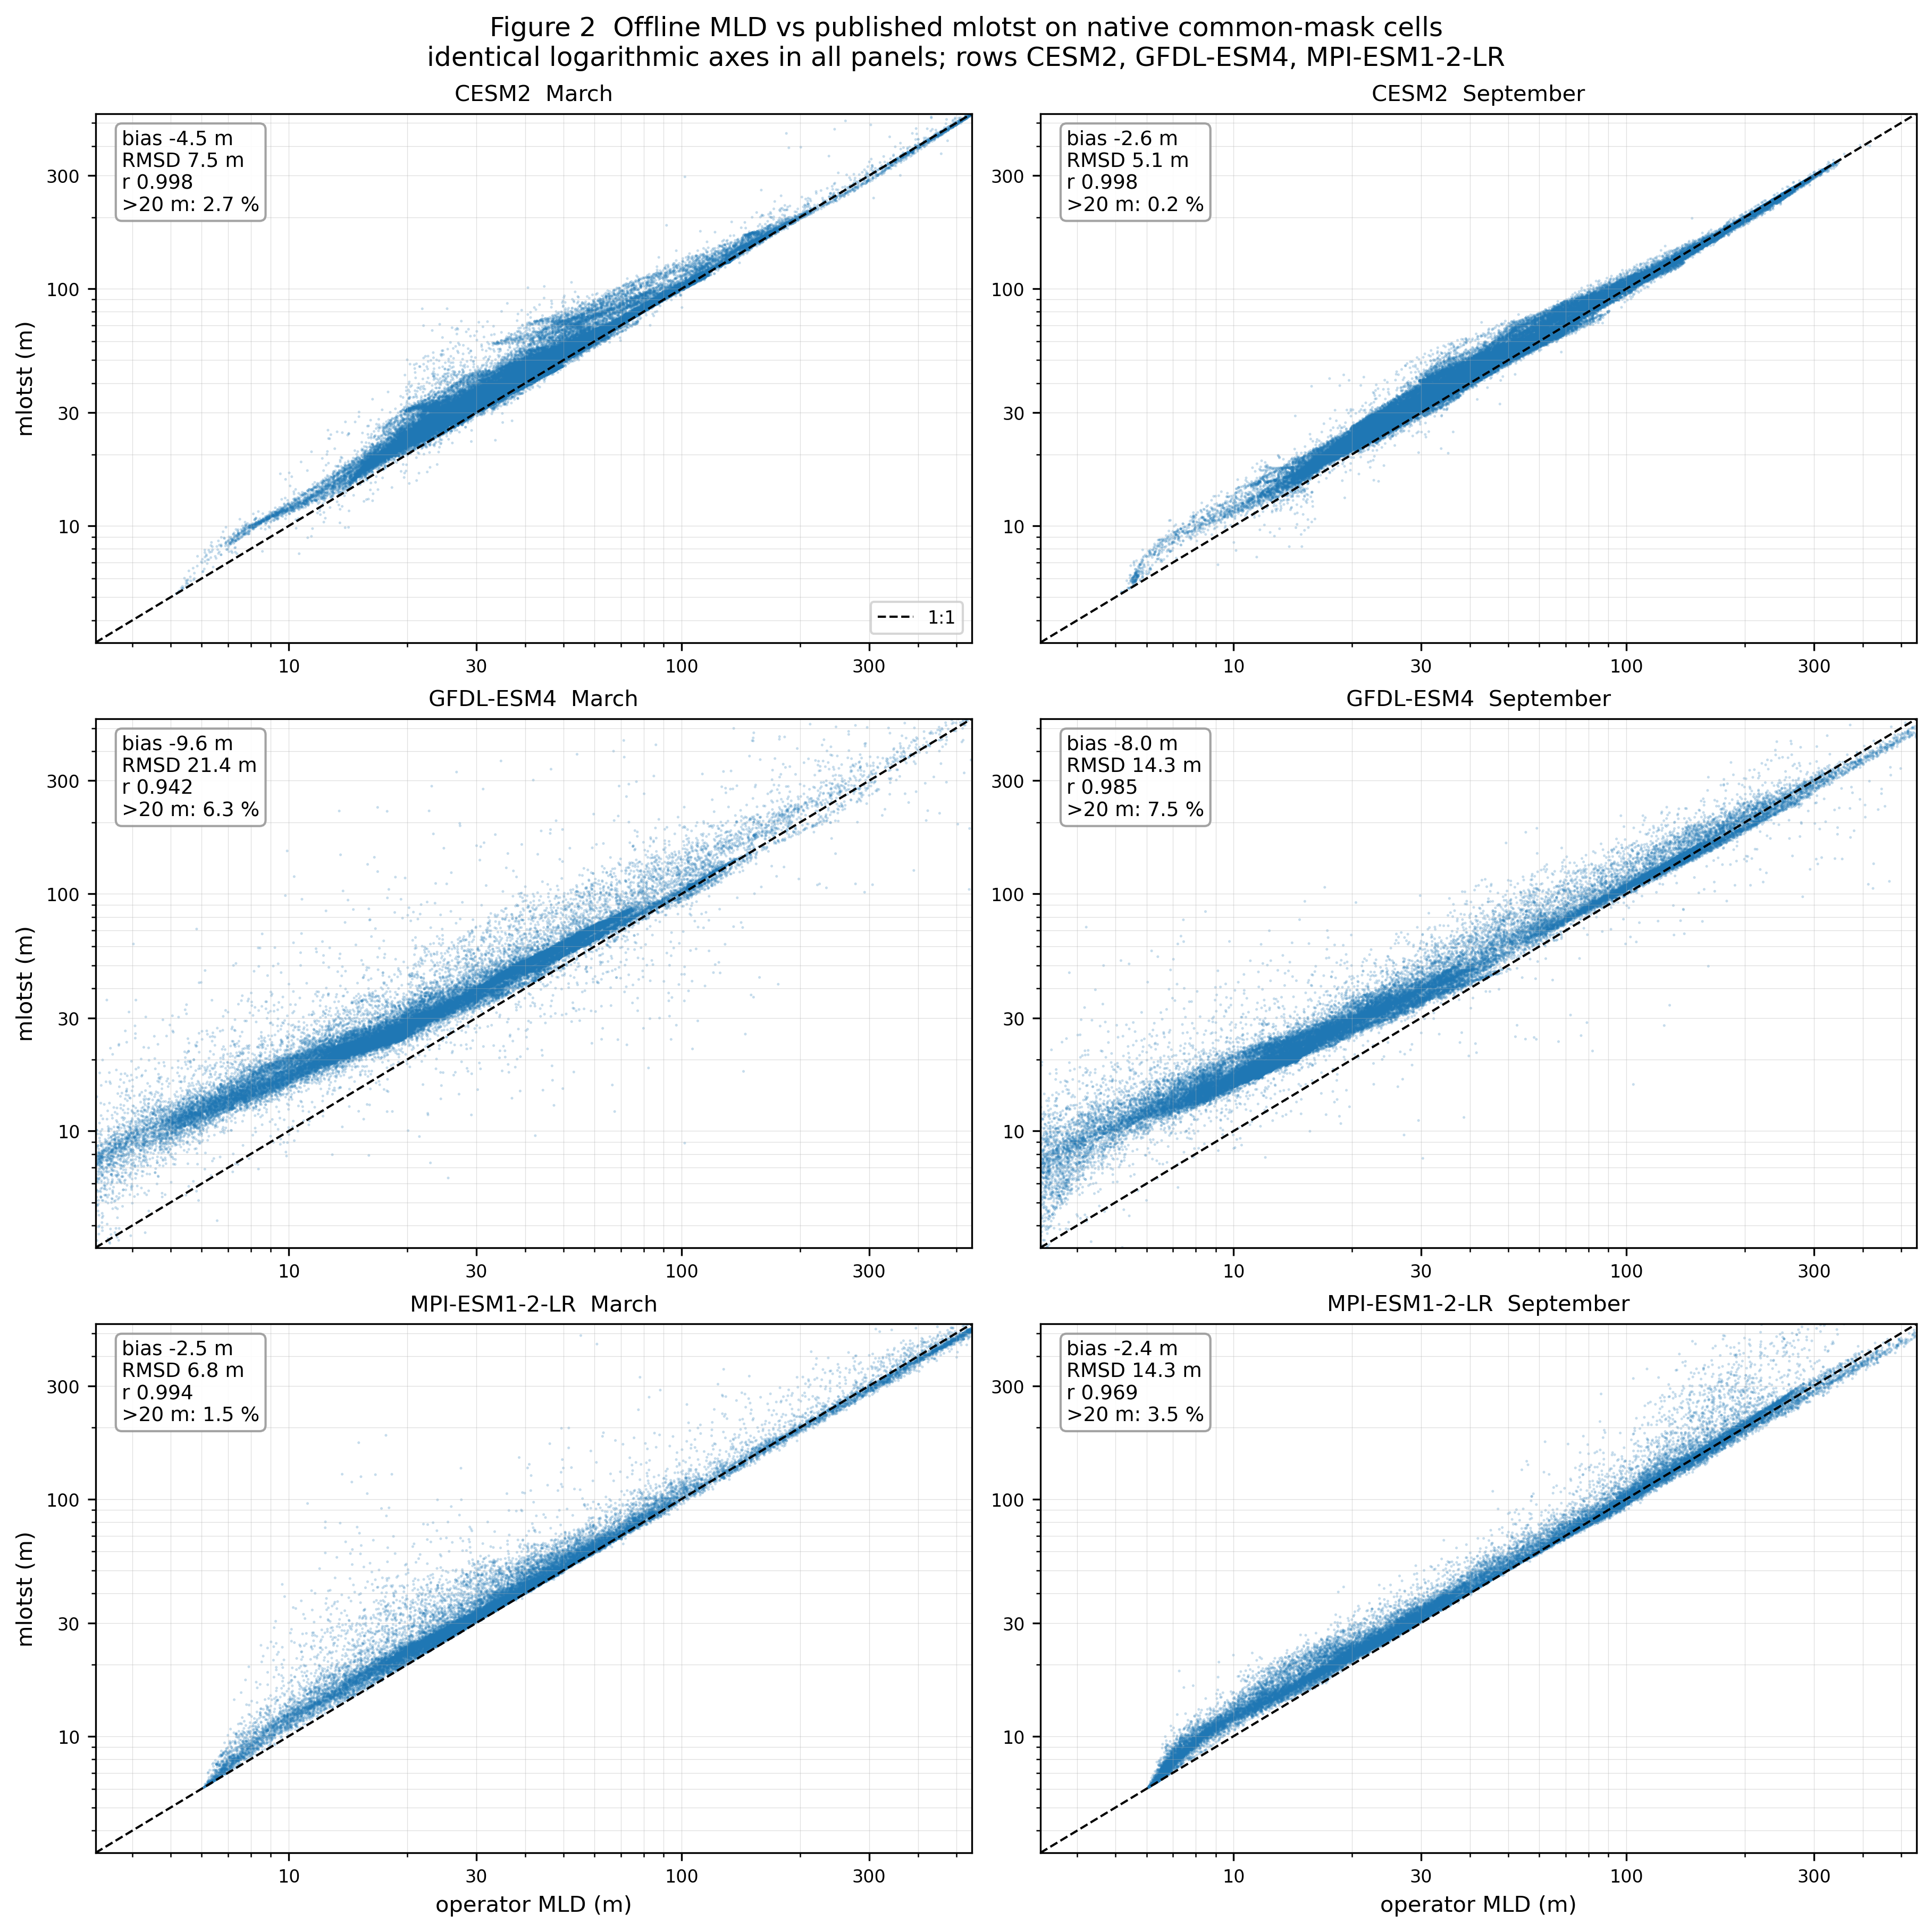 Figure 2  Offline MLD vs published mlotst on native common-mask cells
identical logarithmic axes in all panels; rows CESM2, GFDL-ESM4, MPI-ESM1-2-LR
CESM2  March
bias -4.5 m
RMSD 7.5 m
r 0.998
>20 m: 2.7 %
300
100
30
10
mlotst (m)
1:1
10
30
100
300
CESM2  September
bias -2.6 m
RMSD 5.1 m
r 0.998
>20 m: 0.2 %
300
100
30
10
10
30
100
300
GFDL-ESM4  March
bias -9.6 m
RMSD 21.4 m
r 0.942
>20 m: 6.3 %
300
100
30
10
mlotst (m)
10
30
100
300
GFDL-ESM4  September
bias -8.0 m
RMSD 14.3 m
r 0.985
>20 m: 7.5 %
300
100
30
10
10
30
100
300
MPI-ESM1-2-LR  March
bias -2.5 m
RMSD 6.8 m
r 0.994
>20 m: 1.5 %
300
100
30
10
mlotst (m)
10
30
100
300
operator MLD (m)
MPI-ESM1-2-LR  September
bias -2.4 m
RMSD 14.3 m
r 0.969
>20 m: 3.5 %
300
100
30
10
10
30
100
300
operator MLD (m)